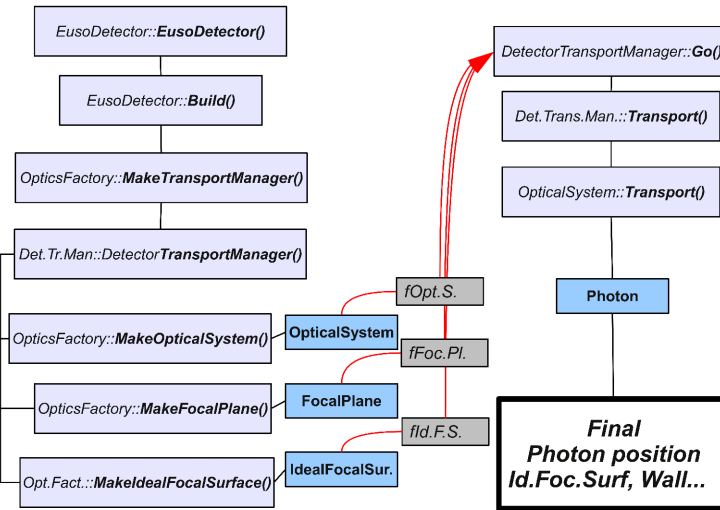 EusoDetector::EusoDetector()
EusoDetector::Build()
OpticsFactory::MakeTransportManager()
Det.Tr.Man::DetectorTransportManager()
OpticsFactory::MakeOpticalSystem()
OpticsFactory::MakeFocalPlane()
Opt.Fact.::MakeIdealFocalSurface()
OpticalSystem
FocalPlane
IdealFocalSur.
fOpt.S.
fFoc.Pl.
fId.F.S.
DetectorTransportManager::Go()
Det.Trans.Man.::Transport()
OpticalSystem::Transport()
Photon
Final
Photon position
Id.Foc.Surf, Wall...